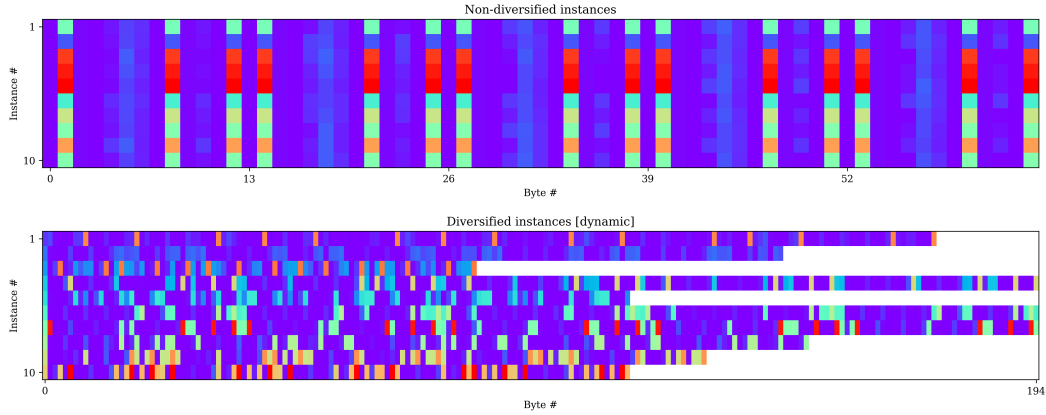 Non-diversified instances
1
Instance #
10
0 13 26 39 52
Byte #
Diversified instances [dynamic]
1
Instance #
10
0 194
Byte #